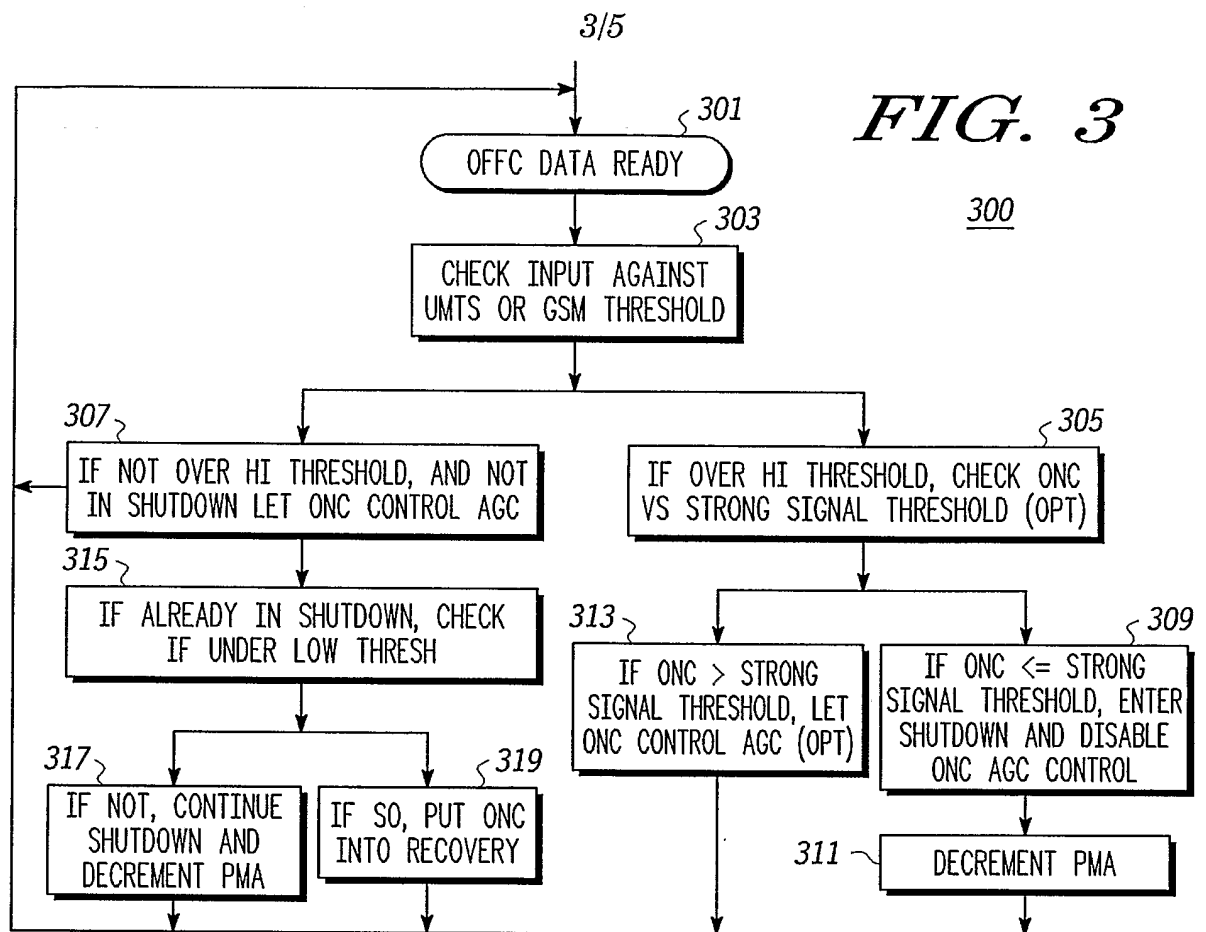 3/5
FIG. 3
300
301
OFFC DATA READY
303
CHECK INPUT AGAINST
UMTS OR GSM THRESHOLD
307
IF NOT OVER HI THRESHOLD, AND NOT
IN SHUTDOWN LET ONC CONTROL AGC
305
IF OVER HI THRESHOLD, CHECK ONC
VS STRONG SIGNAL THRESHOLD (OPT)
315
IF ALREADY IN SHUTDOWN, CHECK
IF UNDER LOW THRESH
313
IF ONC > STRONG
SIGNAL THRESHOLD, LET
ONC CONTROL AGC (OPT)
309
IF ONC <= STRONG
SIGNAL THRESHOLD, ENTER
SHUTDOWN AND DISABLE
ONC AGC CONTROL
317
IF NOT, CONTINUE
SHUTDOWN AND
DECREMENT PMA
319
IF SO, PUT ONC
INTO RECOVERY
311
DECREMENT PMA